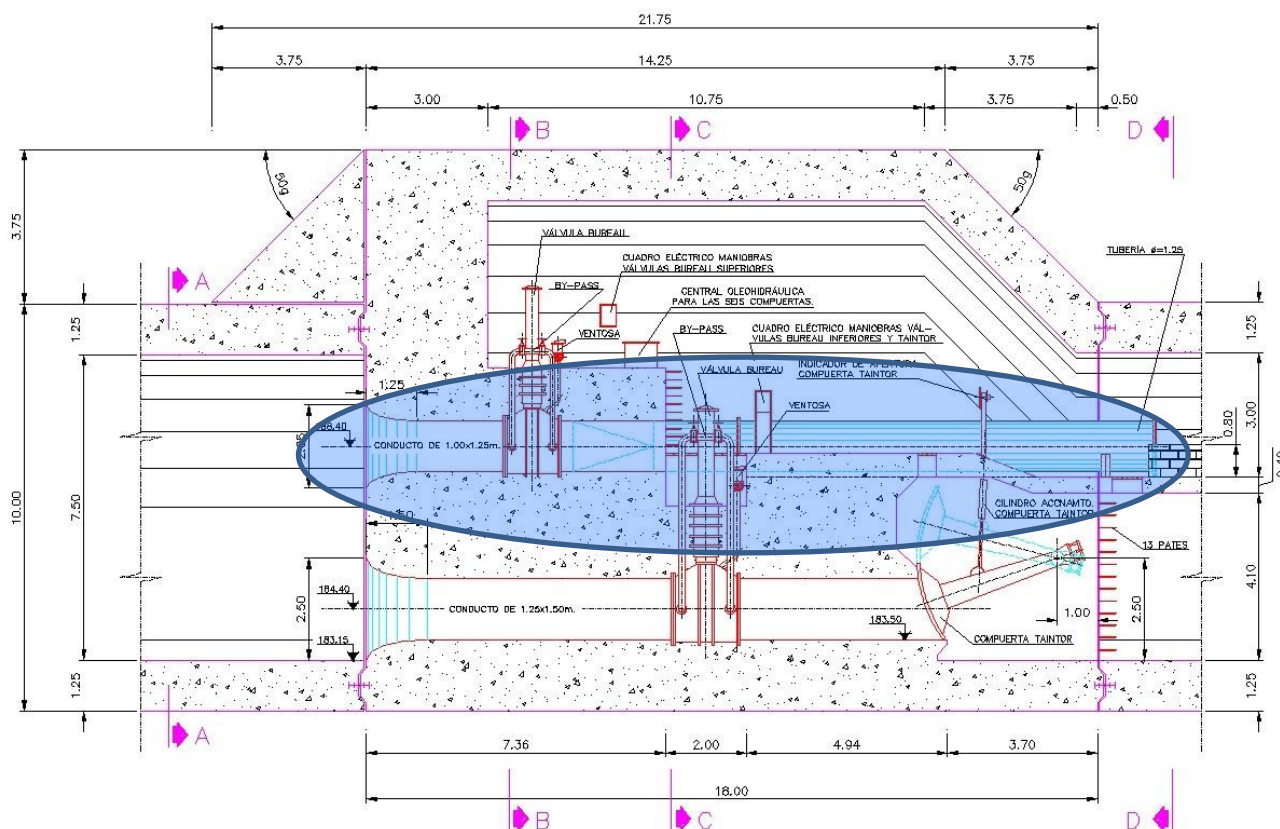 21.75
3.75
14.25
3.75
3.00
10.75
3.75
0.50
B
C
D
50g
50g
3.75
A
VÁLVULA BUREAU
CUADRO ELÉCTRICO MANIOBRAS
VÁLVULAS BUREAU SUPERIORES
BY-PASS
CENTRAL OLEOHIDRÁULICA
PARA LAS SEIS COMPUERTAS.
VENTOSA
BY-PASS
CUADRO ELÉCTRICO MANIOBRAS VÁL-
VULAS BUREAU INFERIORES Y TAINTOR
TUBERÍA ø=1.25
1.25
1.25
VÁLVULA BUREAU
INDICADOR DE APERTURA
COMPUERTA TAINTOR
1.25
VENTOSA
3.00
0.80
188.40
CONDUCTO DE 1.00x1.25m.
10.00
7.50
CILINDRO ACONAMTO.
COMPUERTA TAINTOR
13 PATES
4.10
2.50
184.40
CONDUCTO DE 1.25x1.50m.
183.50
1.00
2.50
183.15
COMPUERTA TAINTOR
1.25
1.25
A
7.36
2.00
4.94
3.70
18.00
B
C
D